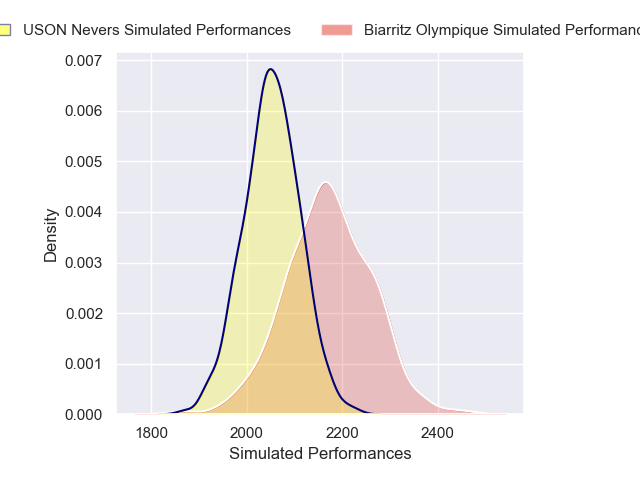 USON Nevers Simulated Performances
Biarritz Olympique Simulated Performanc
0.007
0.006
0.005
0.004
0.003
0.002
0.001
0.000
Density
1800 2000 2200 2400
Simulated Performances